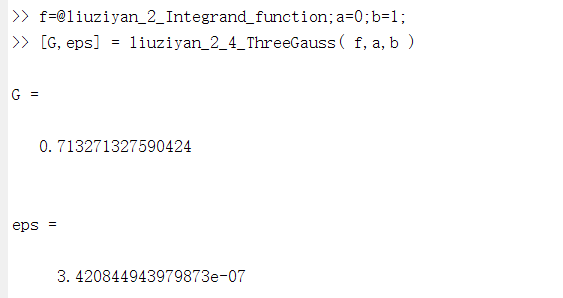 >> f=@liuziyan_2_Integrand_function;a=0;b=1;
>> [G,eps] = liuziyan_2_4_ThreeGauss( f,a,b )
G =
0.713271327590424
eps =
3.420844943979873e-07